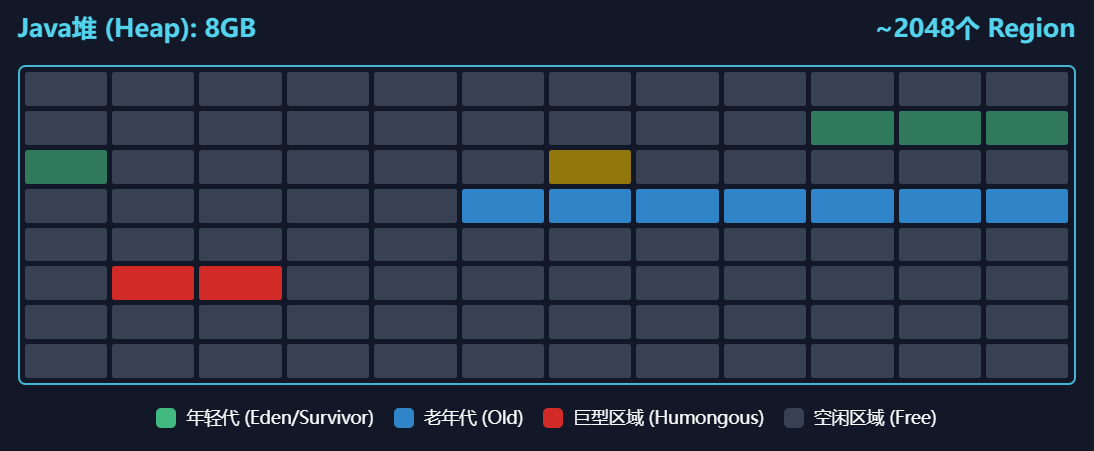 Java堆 (Heap): 8GB
~2048个 Region
年轻代 (Eden/Survivor)
老年代 (Old)
巨型区域 (Humongous)
空闲区域 (Free)